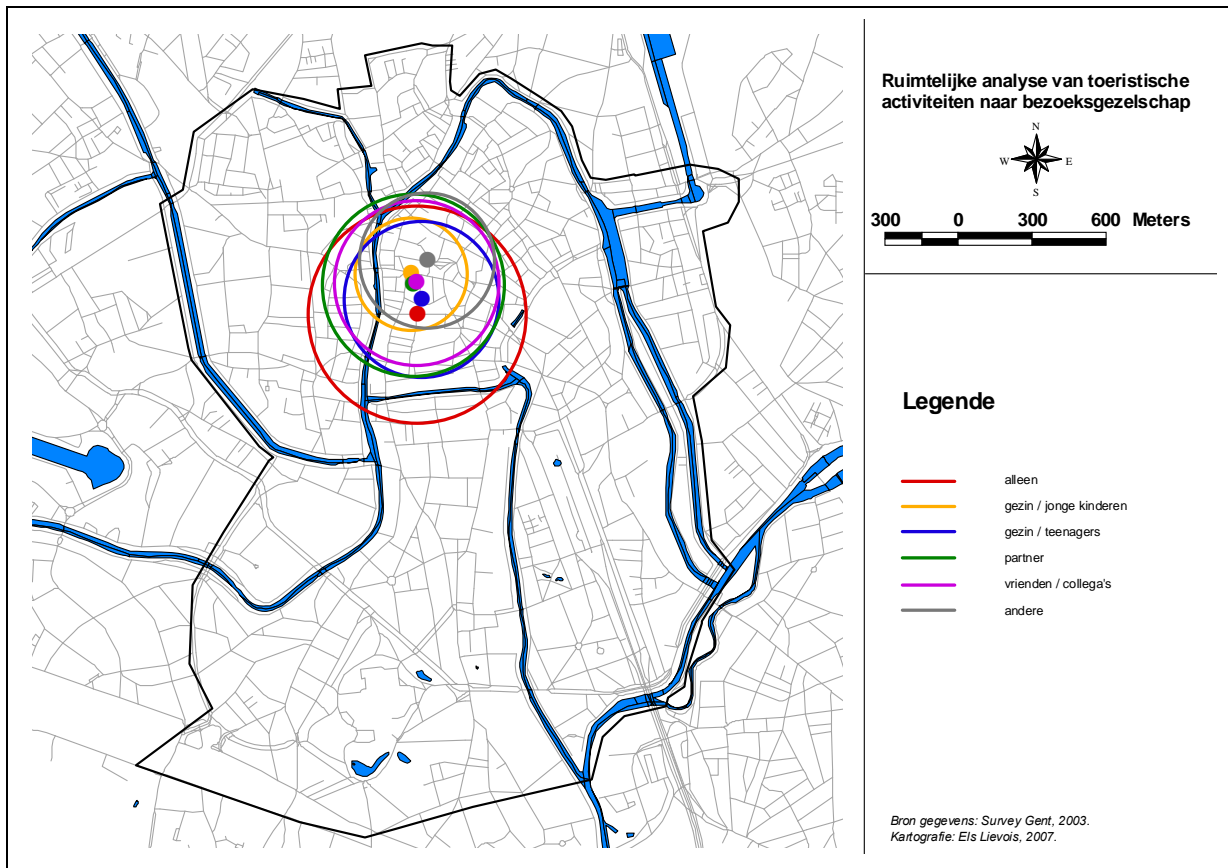 Ruimtelijke analyse van toeristische
activiteiten naar bezoeksgezelschap
N
W E
S
300 0 300 600 Meters
Legende
alleen
gezin / jonge kinderen
gezin / teenagers
partner
vrienden / collega's
andere
Bron gegevens: Survey Gent, 2003.
Kartografie: Els Lievois, 2007.